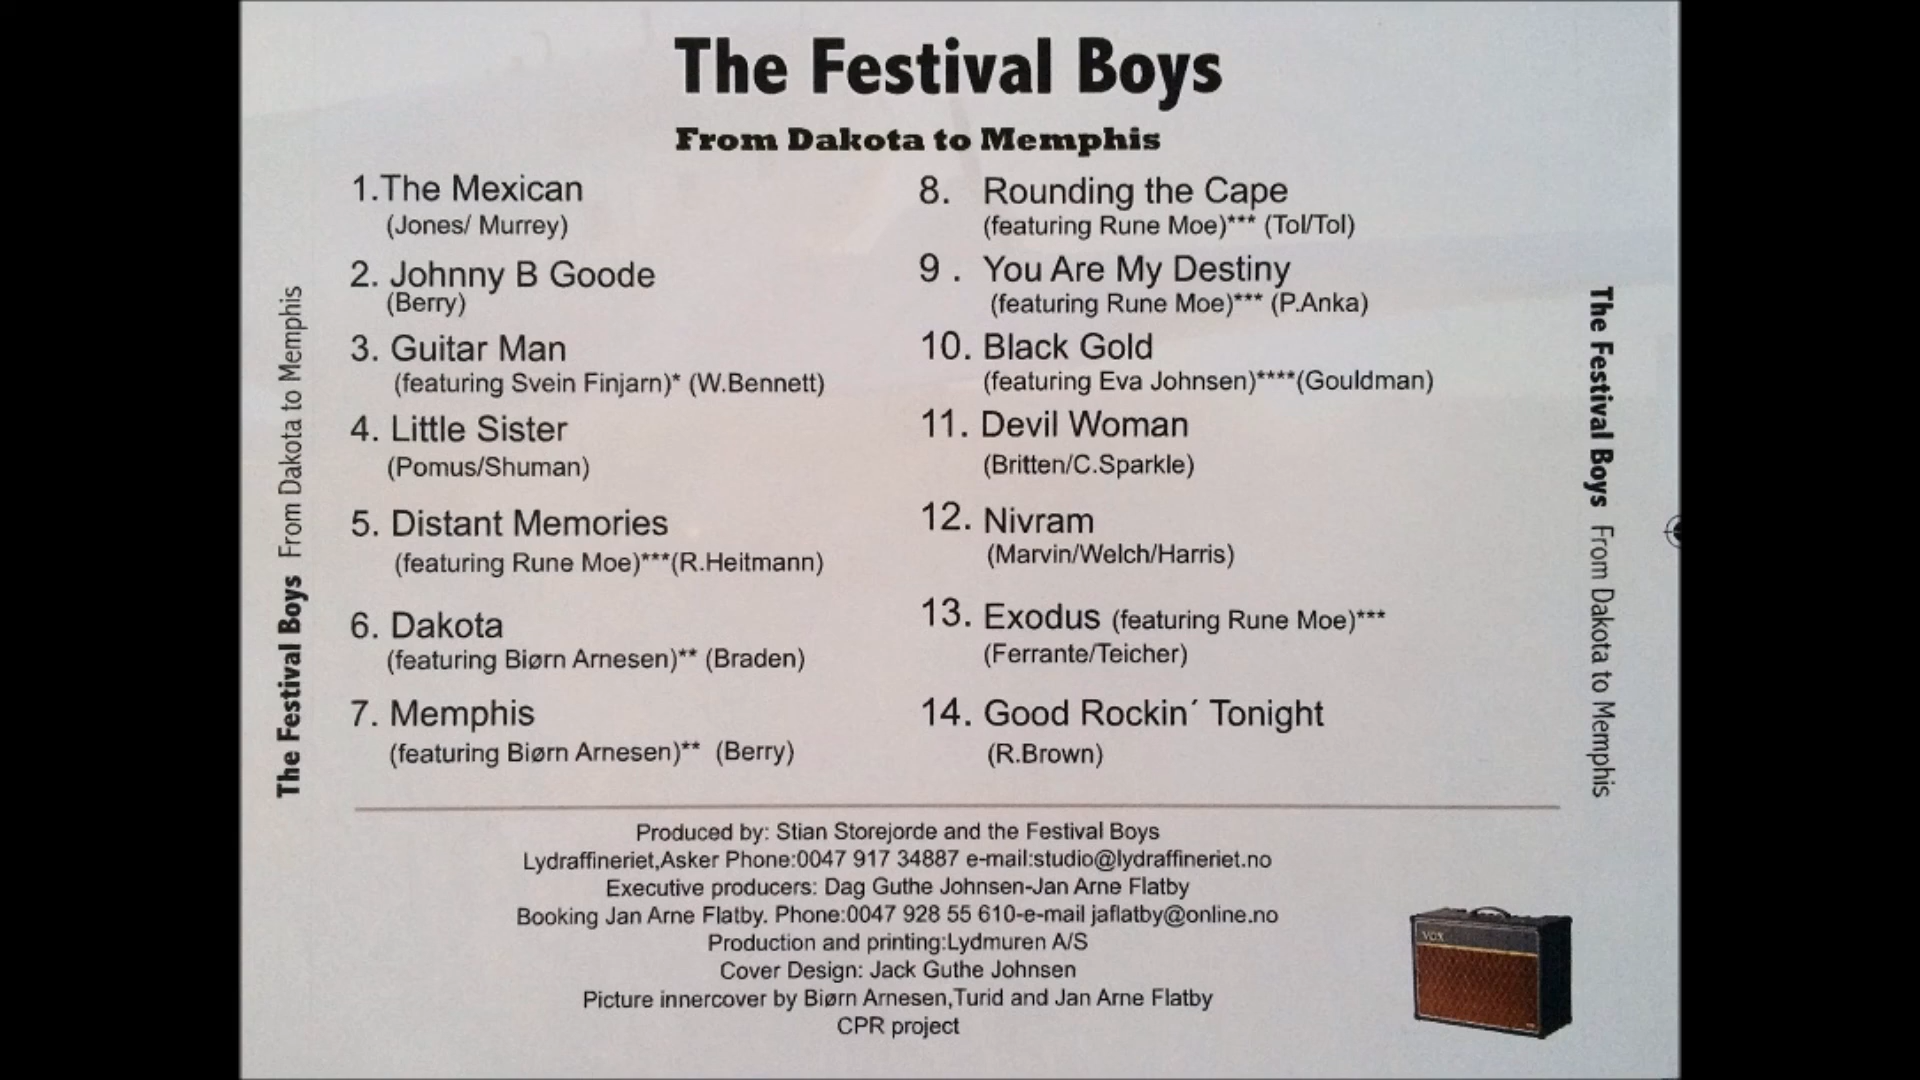 The Festival Boys
From Dakota to Memphis
1.The Mexican
(Jones/ Murrey)
2. Johnny B Goode
(Berry)
3. Guitar Man
(featuring Svein Finjarn)* (W.Bennett)
4. Little Sister
(Pomus/Shuman)
5. Distant Memories
(featuring Rune Moe)***(R.Heitmann)
6. Dakota
(featuring Biørn Arnesen)** (Braden)
7. Memphis
(featuring Biørn Arnesen)** (Berry)
8. Rounding the Cape
(featuring Rune Moe)*** (Tol/Tol)
9 . You Are My Destiny
(featuring Rune Moe)*** (P.Anka)
10. Black Gold
(featuring Eva Johnsen)****(Gouldman)
11. Devil Woman
(Britten/C.Sparkle)
12. Nivram
(Marvin/Welch/Harris)
13. Exodus (featuring Rune Moe)***
(Ferrante/Teicher)
14. Good Rockin´ Tonight
(R.Brown)
The Festival Boys From Dakota to Memphis
The Festival Boys From Dakota to Memphis
Produced by: Stian Storejorde and the Festival Boys
Lydraffineriet,Asker Phone:0047 917 34887 e-mail:studio@lydraffineriet.no
Executive producers: Dag Guthe Johnsen-Jan Arne Flatby
Booking Jan Arne Flatby. Phone:0047 928 55 610-e-mail jaflatby@online.no
Production and printing:Lydmuren A/S
Cover Design: Jack Guthe Johnsen
Picture innercover by Biørn Arnesen,Turid and Jan Arne Flatby
CPR project
VOX